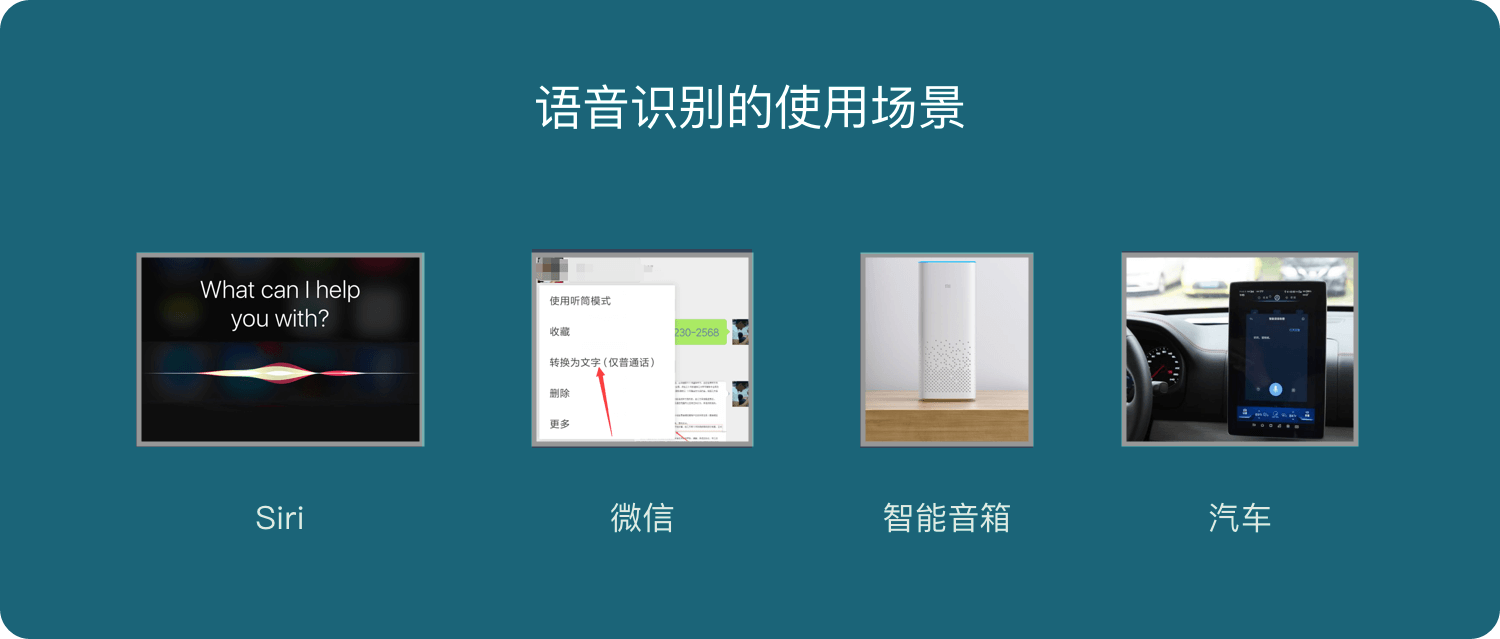 语音识别的使用场景
What can I help
you with?
使用听筒模式
收藏
转换为文字（仅普通话）
删除
更多
230-2568
Siri
微信
智能音箱
汽车